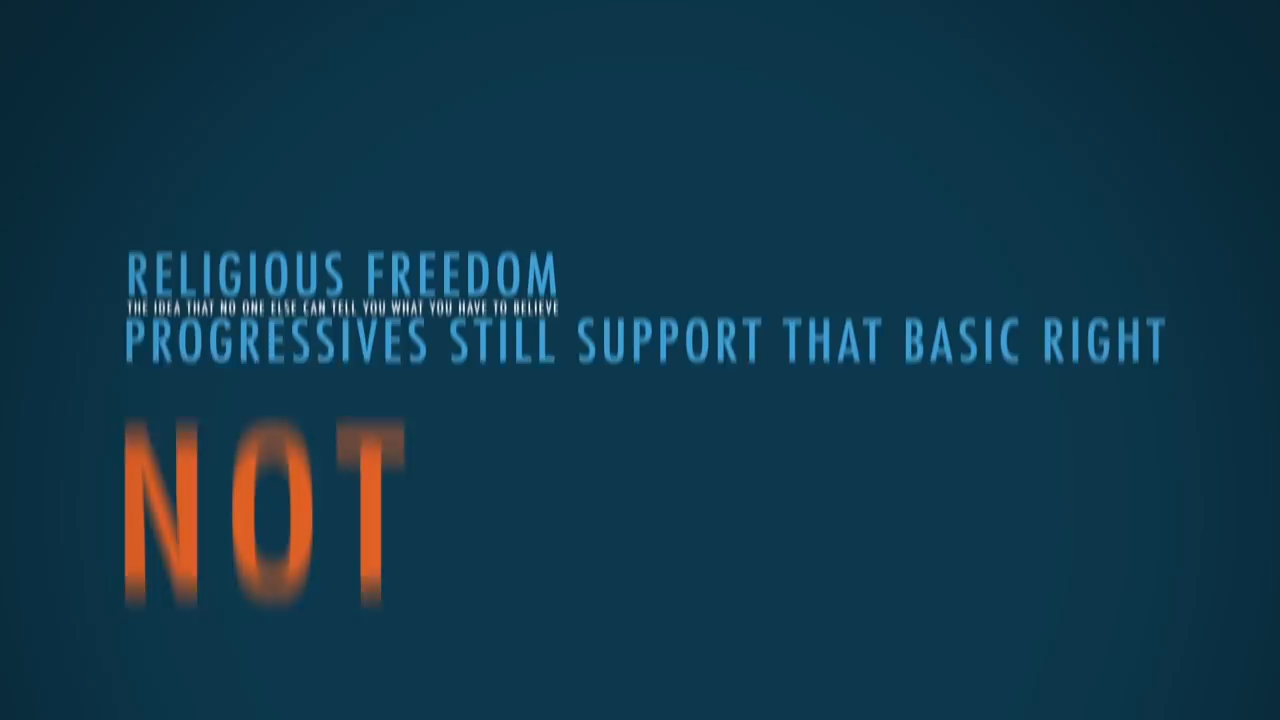 RELIGIOUS FREEDOM
THE IDEA THAT NO ONE ELSE CAN TELL YOU WHAT YOU HAVE TO BELIEVE
PROGRESSIVES STILL SUPPORT THAT BASIC RIGHT
NOT